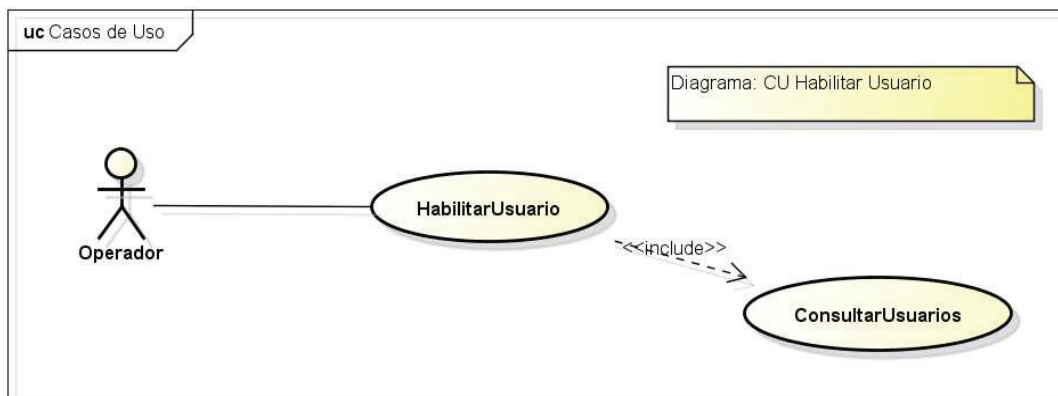 uc Casos de Uso
Diagrama: CU Habilitar Usuario
HabilitarUsuario
Operador
<<include>>
ConsultarUsuarios